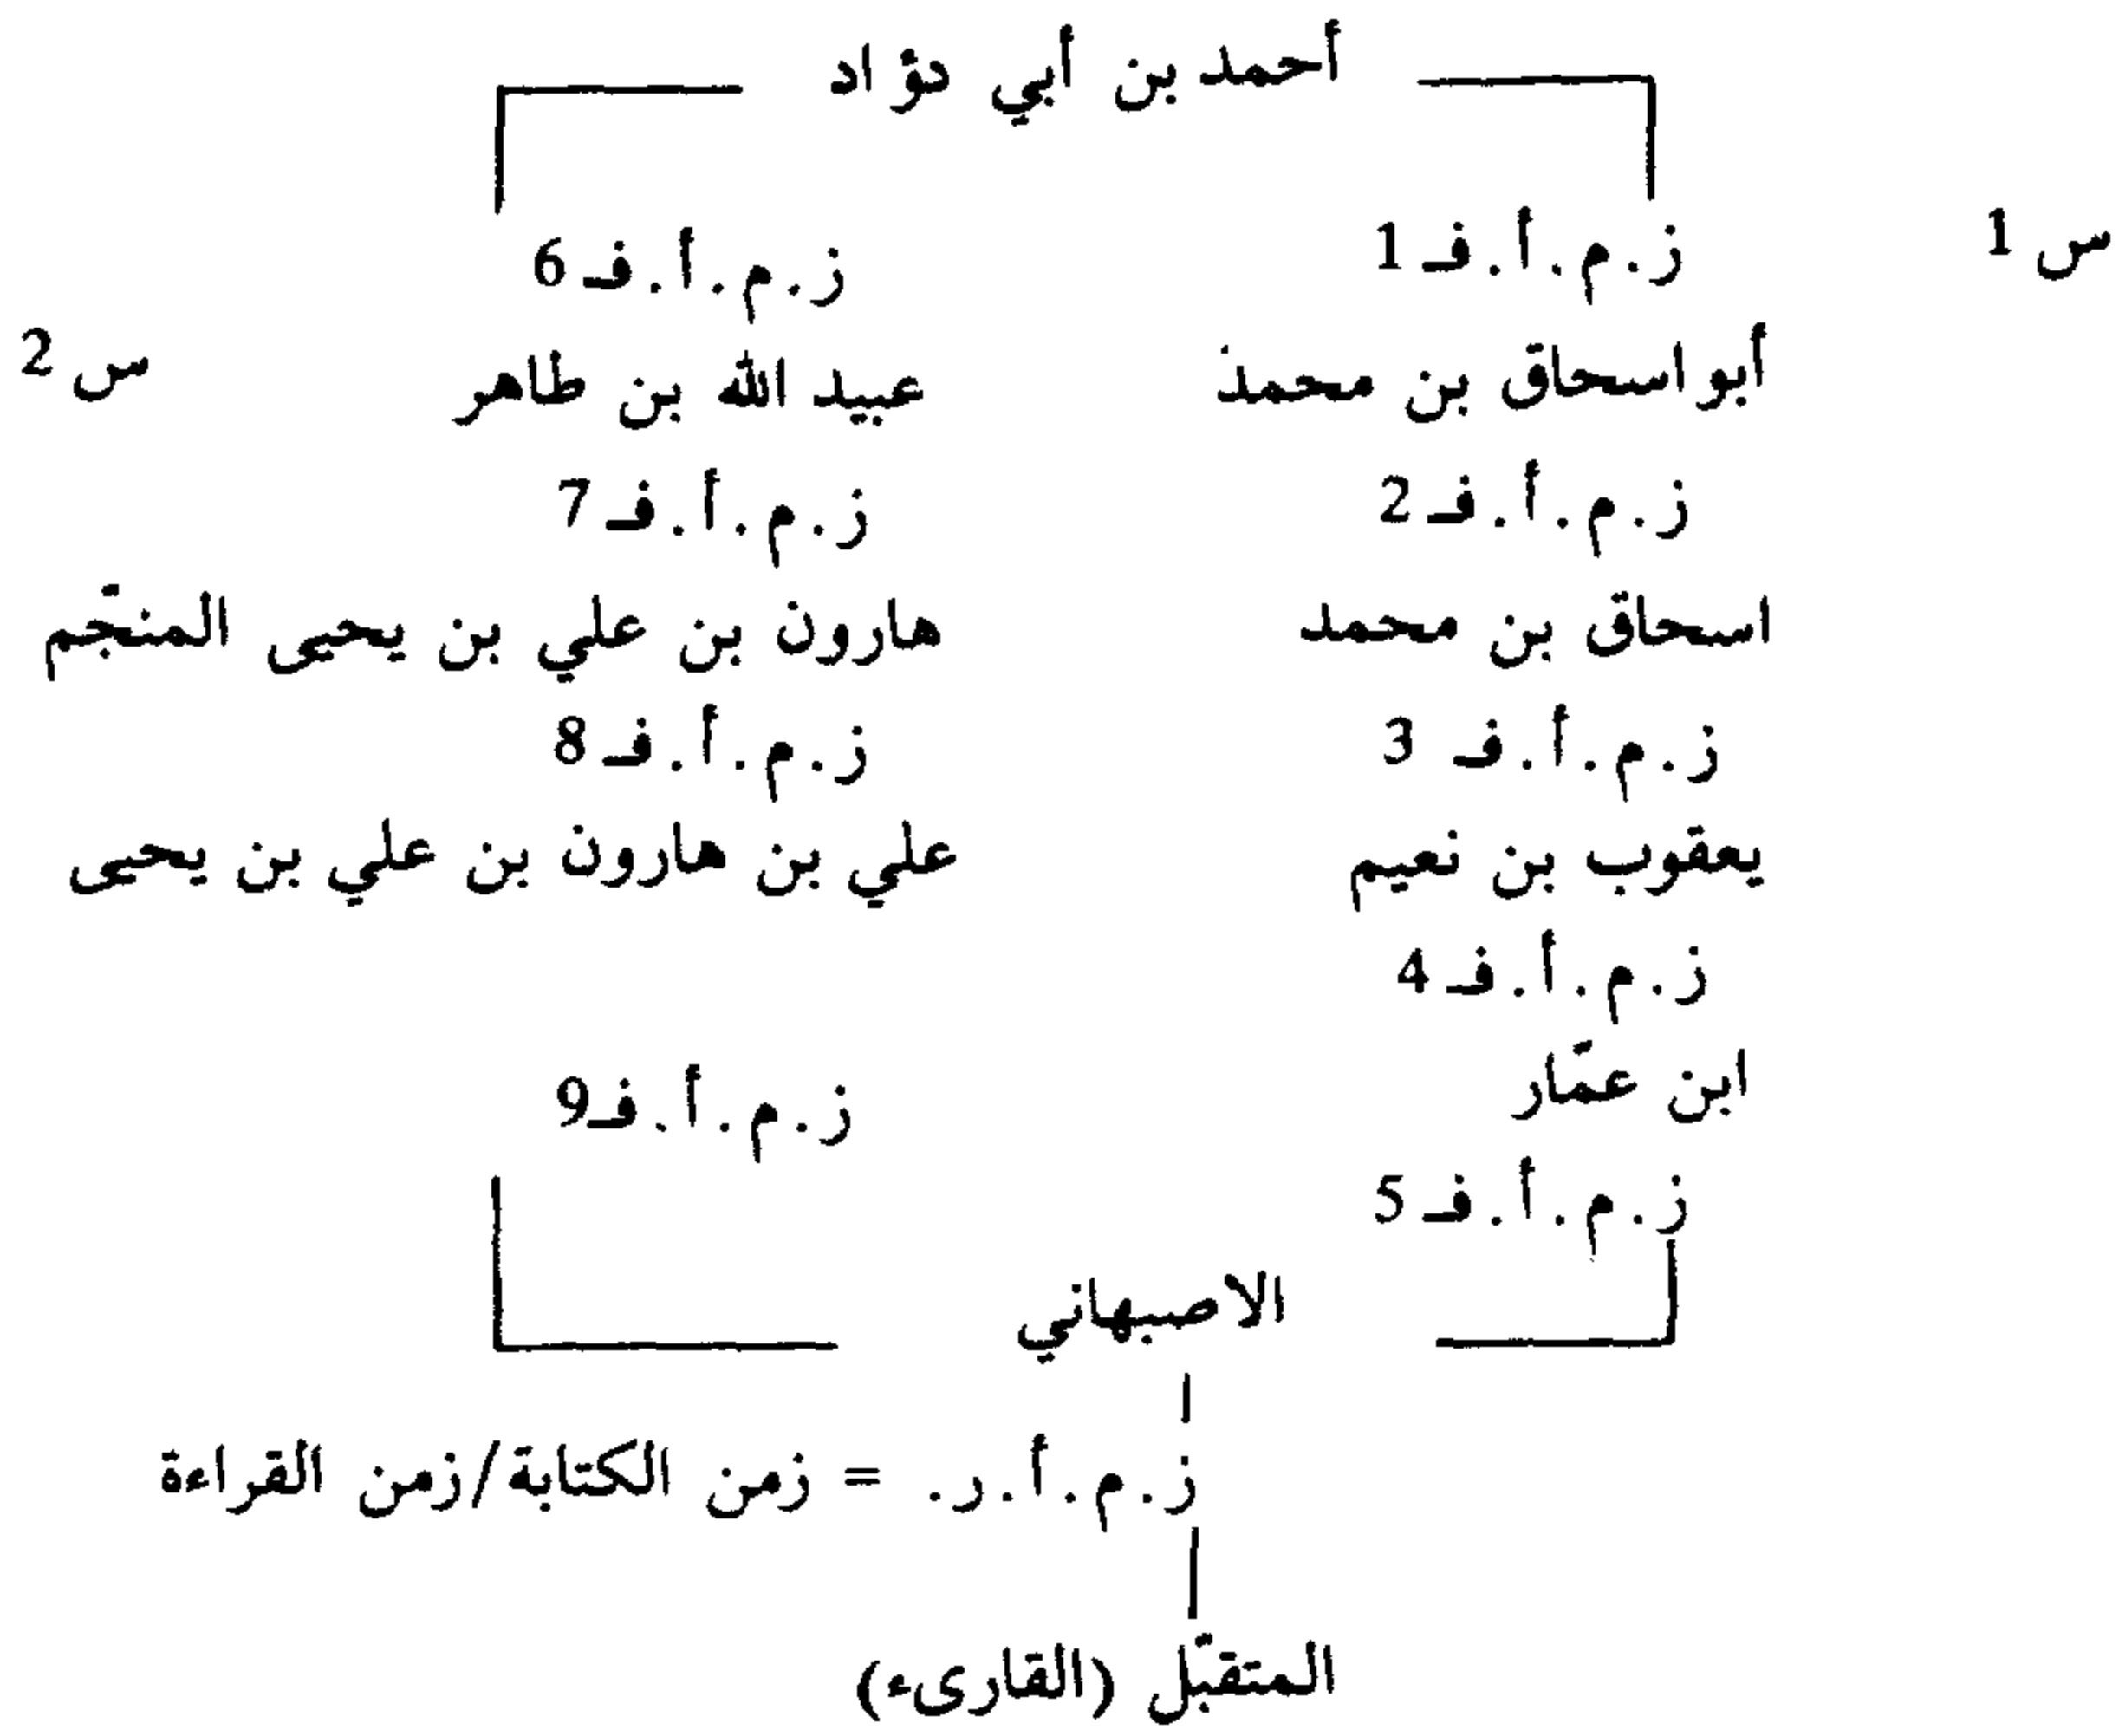 أحمد بن أبي دؤاد
س 1
ز.م.أ.فـ 1
ز.م.أ.فـ 6
أبو اسحاق بن محمد
عبيد الله بن طاهر
س 2
ز.م.أ.فـ 2
ز.م.أ.فـ 7
اسحاق بن محمد
هارون بن علي بن يحيى المنجّم
ز.م.أ.فـ 3
ز.م.أ.فـ 8
يعقوب بن نعيم
علي بن هارون بن علي بن يحيى
ز.م.أ.فـ 4
ابن عمّار
ز.م.أ.فـ 9
ز.م.أ.فـ 5
الاصبهاني
ز.م.أ.ر. = زمن الكتابة/زمن القراءة
المتقبّل (القارىء)